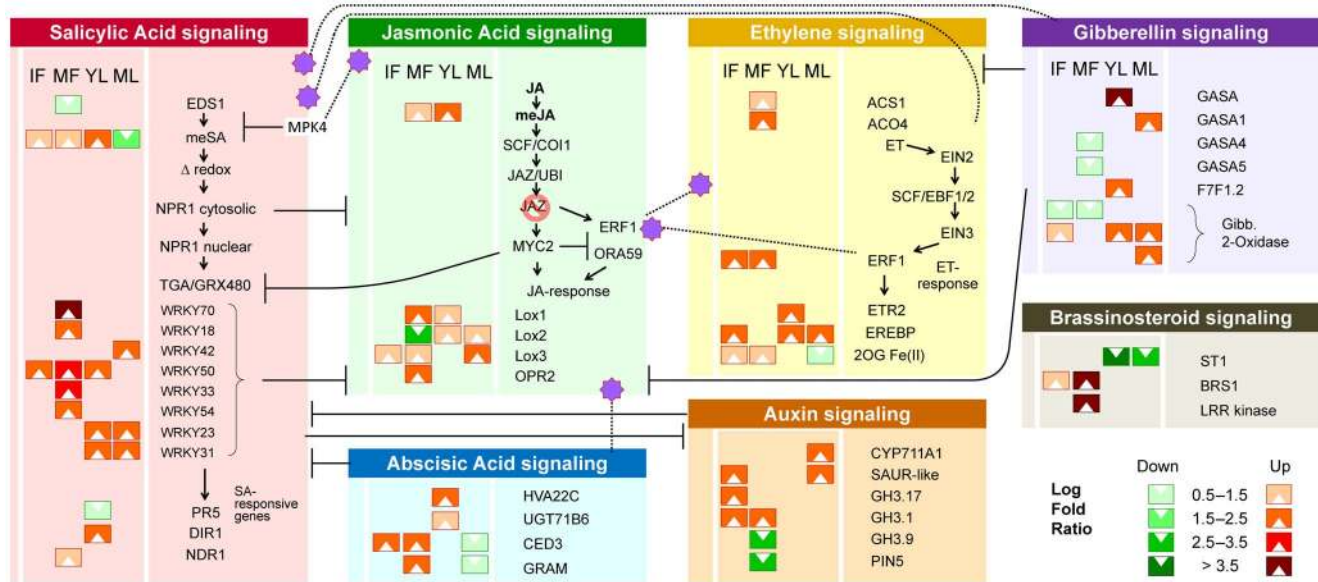 Salicylic Acid signaling
IF MF YL ML
EDS1
meSA
Δ redox
NPR1 cytosolic
NPR1 nuclear
TGA/GRX480
WRKY70
WRKY18
WRKY42
WRKY50
WRKY33
WRKY54
WRKY23
WRKY31
SA-
responsive
genes
PR5
DIR1
NDR1
MPK4
Jasmonic Acid signaling
IF MF YL ML
JA
meJA
SCF/COI1
JAZ/UBI
JAZ
ERF1
MYC2
ORA59
JA-response
Lox1
Lox2
Lox3
OPR2
Abscisic Acid signaling
HVA22C
UGT71B6
CED3
GRAM
Ethylene signaling
IF MF YL ML
ACS1
ACO4
ET
EIN2
SCF/EBF1/2
EIN3
ERF1
ET-
response
ETR2
EREBP
2OG Fe(II)
Auxin signaling
CYP711A1
SAUR-like
GH3.17
GH3.1
GH3.9
PIN5
Gibberellin signaling
IF MF YL ML
GASA
GASA1
GASA4
GASA5
F7F1.2
Gibb.
2-Oxidase
Brassinosteroid signaling
ST1
BRS1
LRR kinase
Log
Fold
Ratio
Down Up
0.5–1.5
1.5–2.5
2.5–3.5
> 3.5